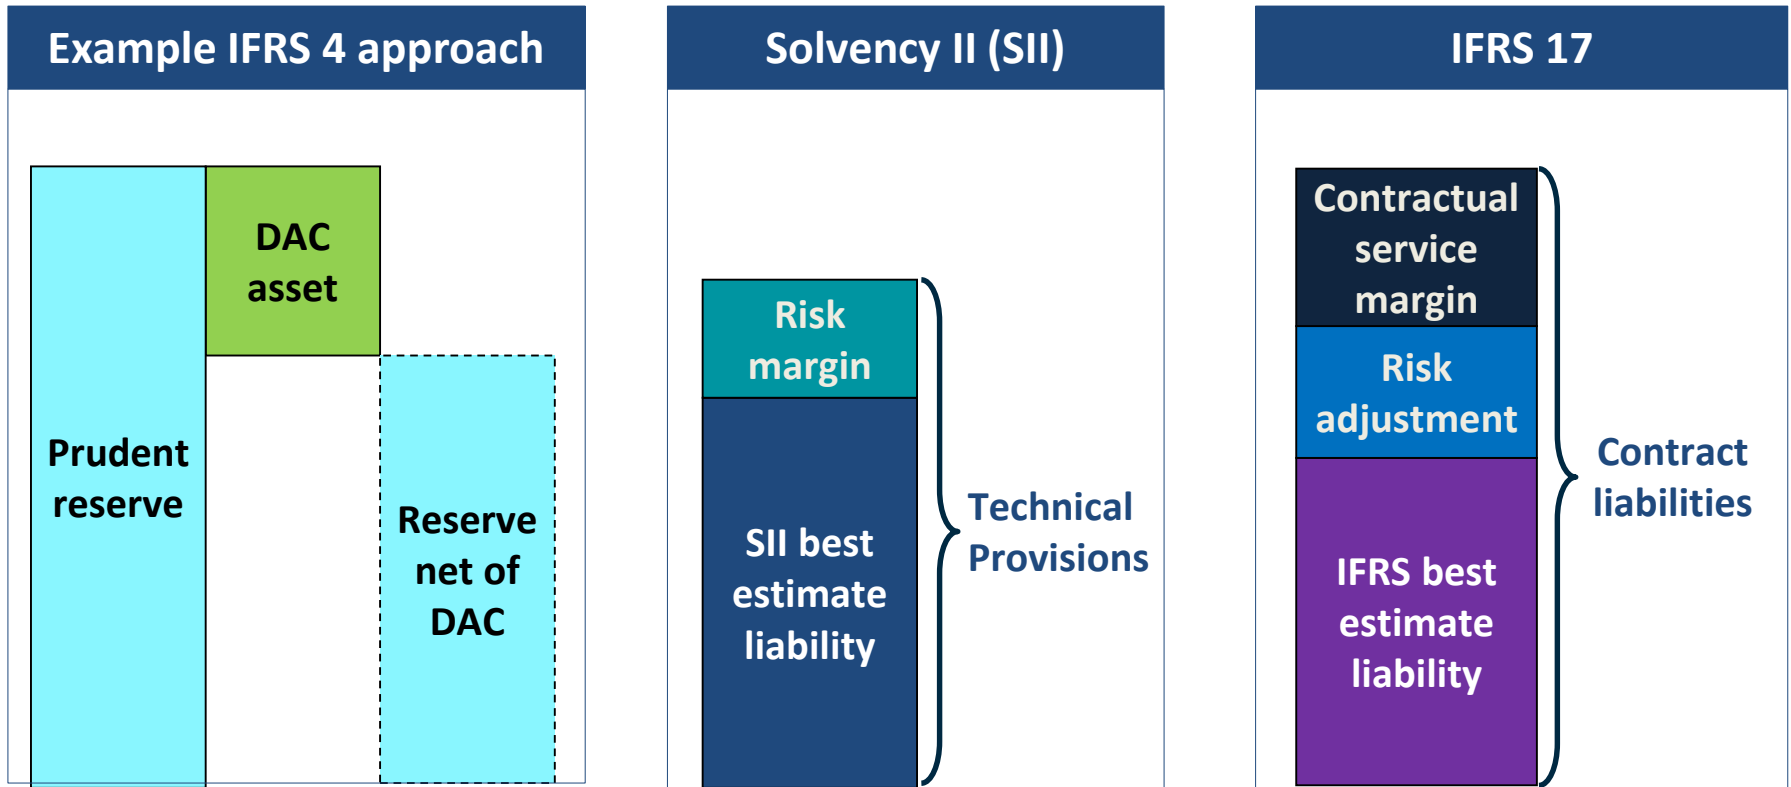 Example IFRS 4 approach
Prudent
reserve
DAC
asset
Reserve
net of
DAC
Solvency II (SII)
Risk
margin
SII best
estimate
liability
Technical
Provisions
IFRS 17
Contractual
service
margin
Risk
adjustment
IFRS best
estimate
liability
Contract
liabilities